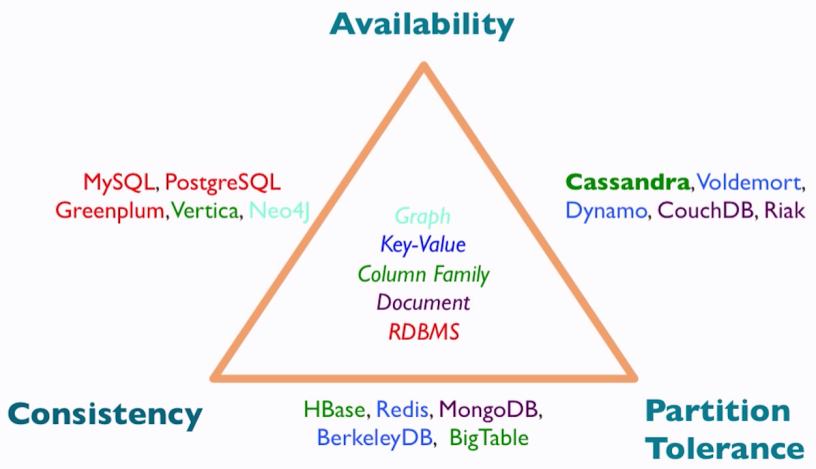 Availability
MySQL, PostgreSQL
Greenplum,Vertica, Neo4J
Cassandra,Voldemort,
Dynamo, CouchDB, Riak
Graph
Key-Value
Column Family
Document
RDBMS
Consistency
HBase, Redis, MongoDB,
BerkeleyDB, BigTable
Partition
Tolerance